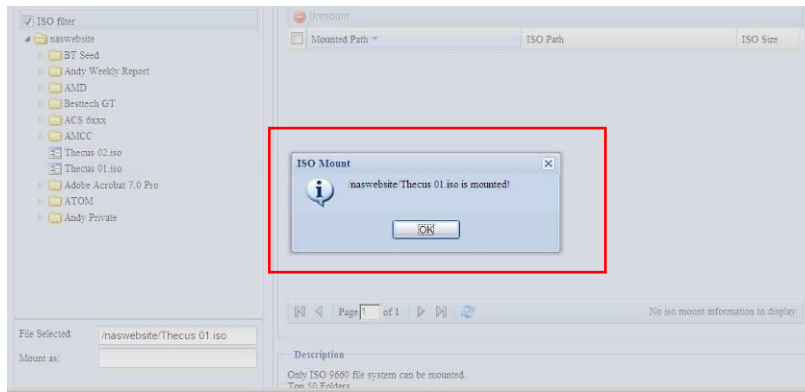 ISO filter
naswebsite
BT Seed
Andy Weekly Report
AMD
Besttech GT
ACS 6xxx
AMCC
Thecus 02.iso
Thecus 01.iso
Adobe Acrobat 7.0 Pro
ATOM
Andy Private
File Selected: /naswebsite/Thecus 01.iso
Mount as:
Unmount
Mounted Path ISO Path ISO Size
ISO Mount
/naswebsite/Thecus 01.iso is mounted!
OK
Page 1 of 1 No iso mount information to display
Description
Only ISO 9660 file system can be mounted.
Top 50 Folders